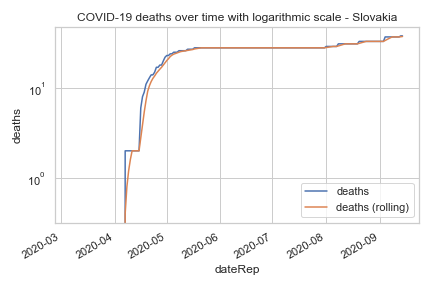 COVID-19 deaths over time with logarithmic scale - Slovakia
deaths
10¹
10⁰
deaths
deaths (rolling)
2020-03
2020-04
2020-05
2020-06
2020-07
2020-08
2020-09
dateRep